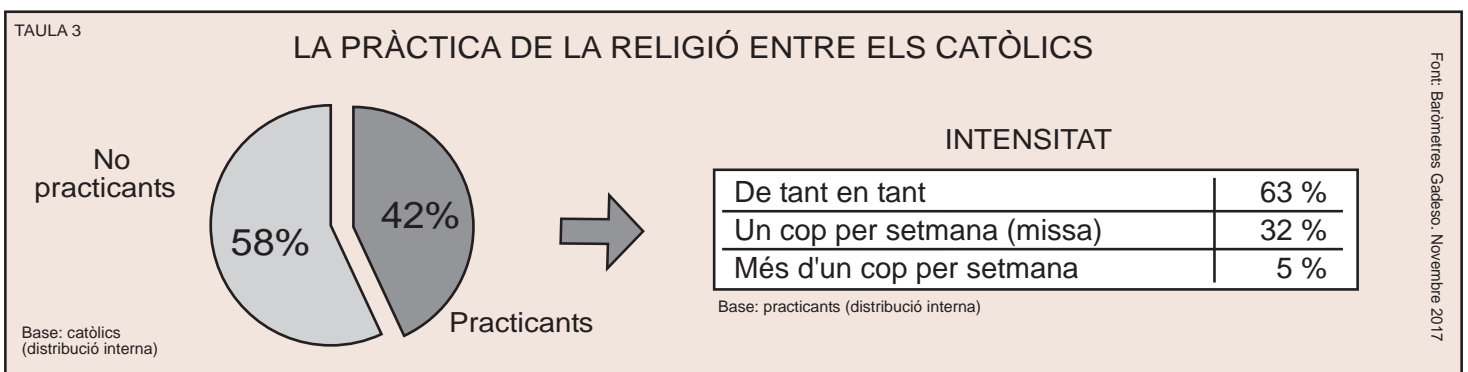 TAULA 3
LA PRÀCTICA DE LA RELIGIÓ ENTRE ELS CATÒLICS
No
practicants
58%
42%
Practicants
Base: catòlics
(distribució interna)
INTENSITAT
De tant en tant 63 %
Un cop per setmana (missa) 32 %
Més d'un cop per setmana 5 %
Base: practicants (distribució interna)
Font: Baròmetres Gadeso. Novembre 2017